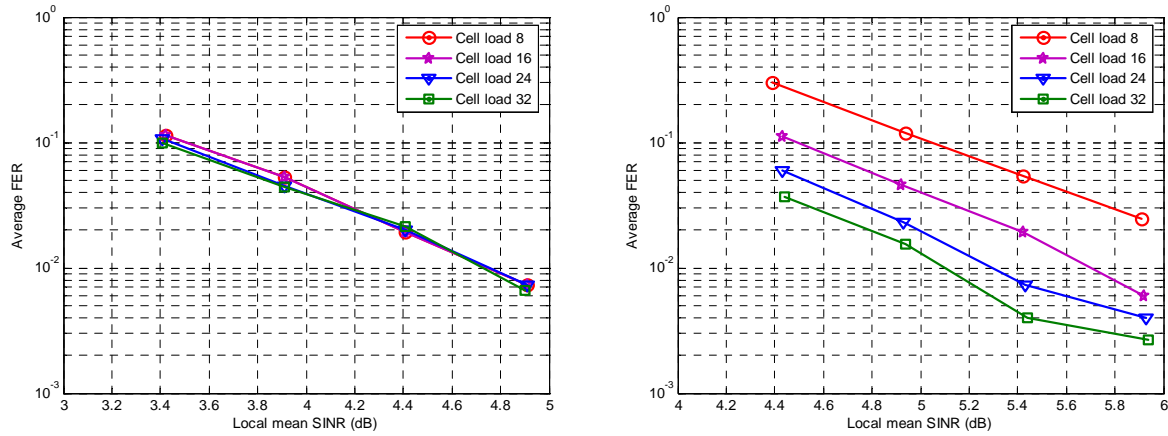 10^0
10^-1
10^-2
10^-3
Average FER
3 3.2 3.4 3.6 3.8 4 4.2 4.4 4.6 4.8 5
Local mean SINR (dB)
Cell load 8
Cell load 16
Cell load 24
Cell load 32
10^0
10^-1
10^-2
10^-3
Average FER
4 4.2 4.4 4.6 4.8 5 5.2 5.4 5.6 5.8 6
Local mean SINR (dB)
Cell load 8
Cell load 16
Cell load 24
Cell load 32